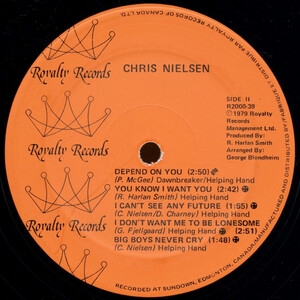 ROYALTY RECORDS OF CANADA LTD.
Royalty Records
CHRIS NIELSEN
SIDE II
R2000-39
℗1979 Royalty
Records
Management Ltd.
Produced By:
R. Harlan Smith
Arranged By:
George Blondheim
Royalty Records
DEPEND ON YOU (2:50)
(P. McGee) Dawnbreaker/Helping Hand
YOU KNOW I WANT YOU (2:42)
(R. Harlan Smith) Helping Hand
I CAN'T SEE ANY FUTURE (1:55)
(C. Nielsen/D. Charney) Helping Hand
I DON'T WANT ME TO BE LONESOME
(G. Fjellgaard) Helping Hand (2:51)
BIG BOYS NEVER CRY (1:48)
(C. Nielsen) Helping Hand
Royalty Records
RECORDED AT SUNDOWN, EDMONTON, CANADA